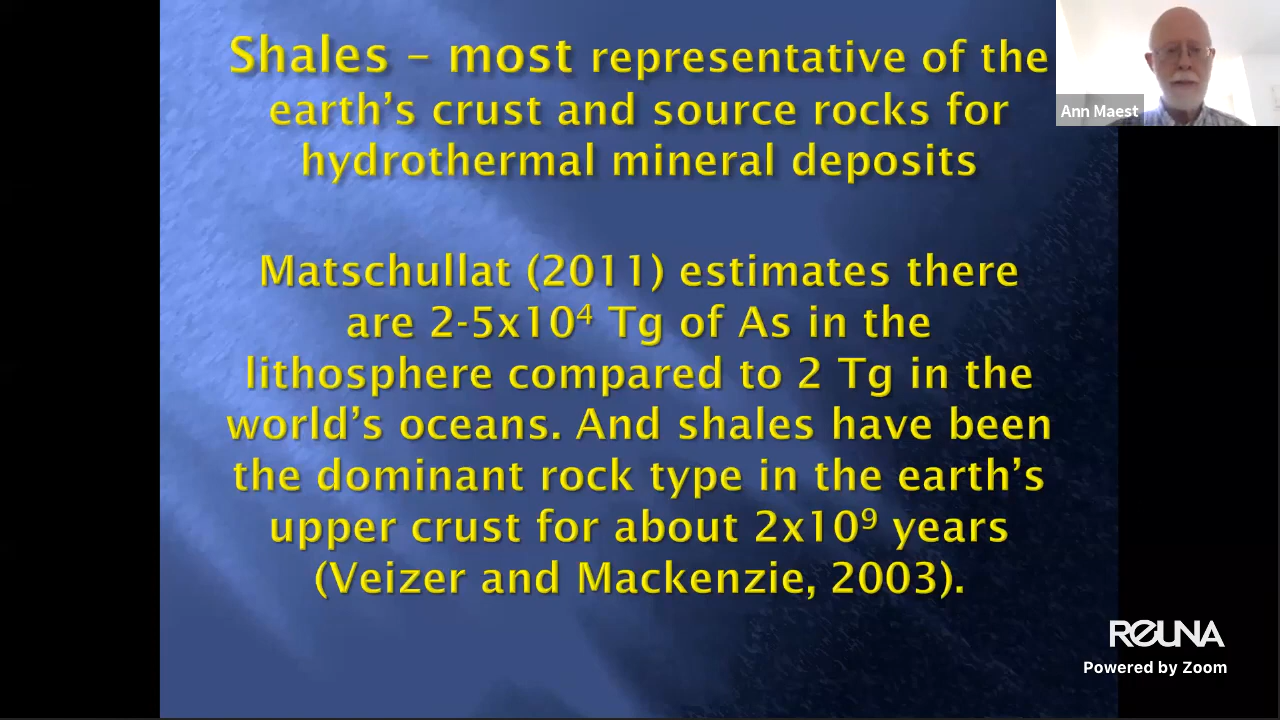 Shales – most representative of the
earth’s crust and source rocks for
hydrothermal mineral deposits
Matschullat (2011) estimates there
are 2-5x10⁴ Tg of As in the
lithosphere compared to 2 Tg in the
world’s oceans. And shales have been
the dominant rock type in the earth’s
upper crust for about 2x10⁹ years
(Veizer and Mackenzie, 2003).
Ann Maest
REUNA
Powered by Zoom